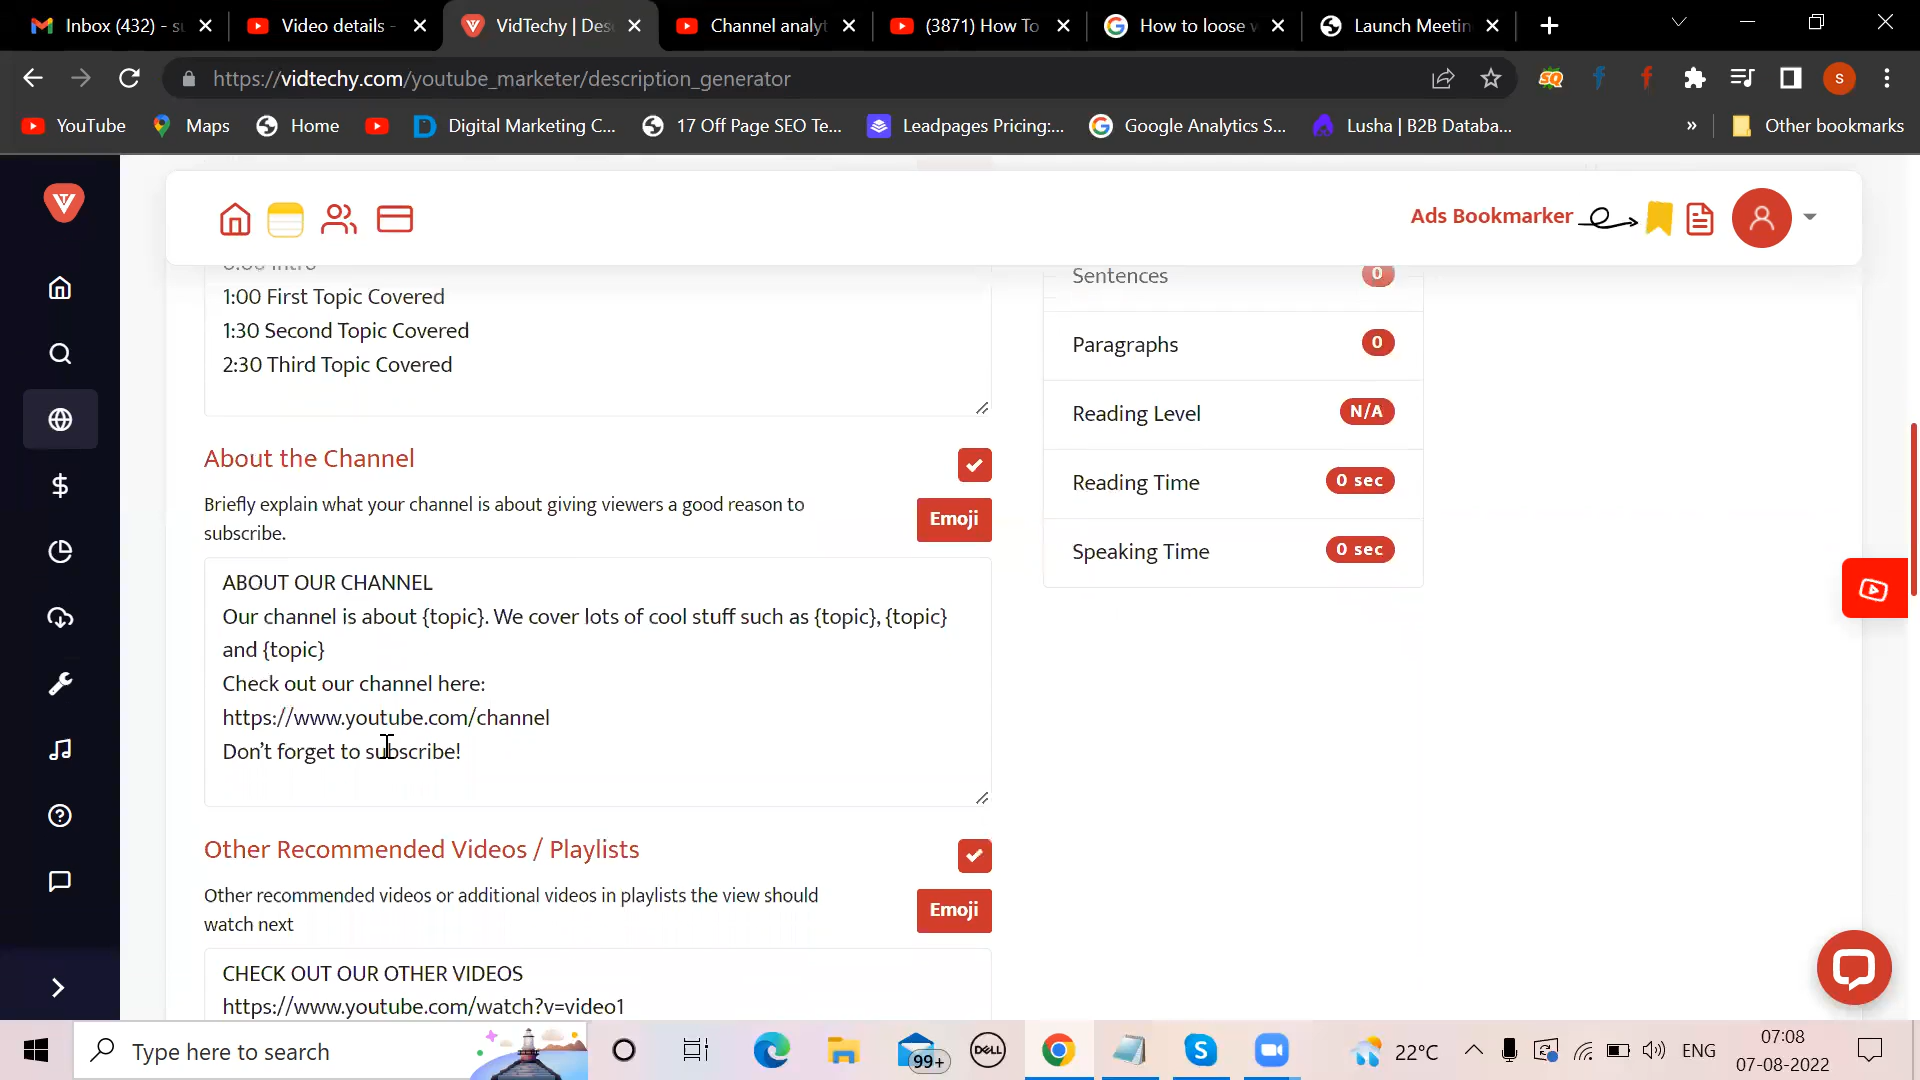 Inbox (432) - su
Video details -
VidTechy | Des
Channel analyt
(3871) How To
How to loose w
Launch Meetin
https://vidtechy.com/youtube_marketer/description_generator
YouTube
Maps
Home
Digital Marketing C...
17 Off Page SEO Te...
Leadpages Pricing:...
Google Analytics S...
Lusha | B2B Databa...
»
Other bookmarks
Ads Bookmarker
0:00 Intro
1:00 First Topic Covered
1:30 Second Topic Covered
2:30 Third Topic Covered
Sentences 0
Paragraphs 0
Reading Level N/A
Reading Time 0 sec
Speaking Time 0 sec
About the Channel
Briefly explain what your channel is about giving viewers a good reason to
subscribe.
Emoji
ABOUT OUR CHANNEL
Our channel is about {topic}. We cover lots of cool stuff such as {topic}, {topic}
and {topic}
Check out our channel here:
https://www.youtube.com/channel
Don't forget to subscribe!
Other Recommended Videos / Playlists
Other recommended videos or additional videos in playlists the view should
watch next
Emoji
CHECK OUT OUR OTHER VIDEOS
https://www.youtube.com/watch?v=video1
Type here to search
99+
DELL
22°C
ENG
07:08
07-08-2022